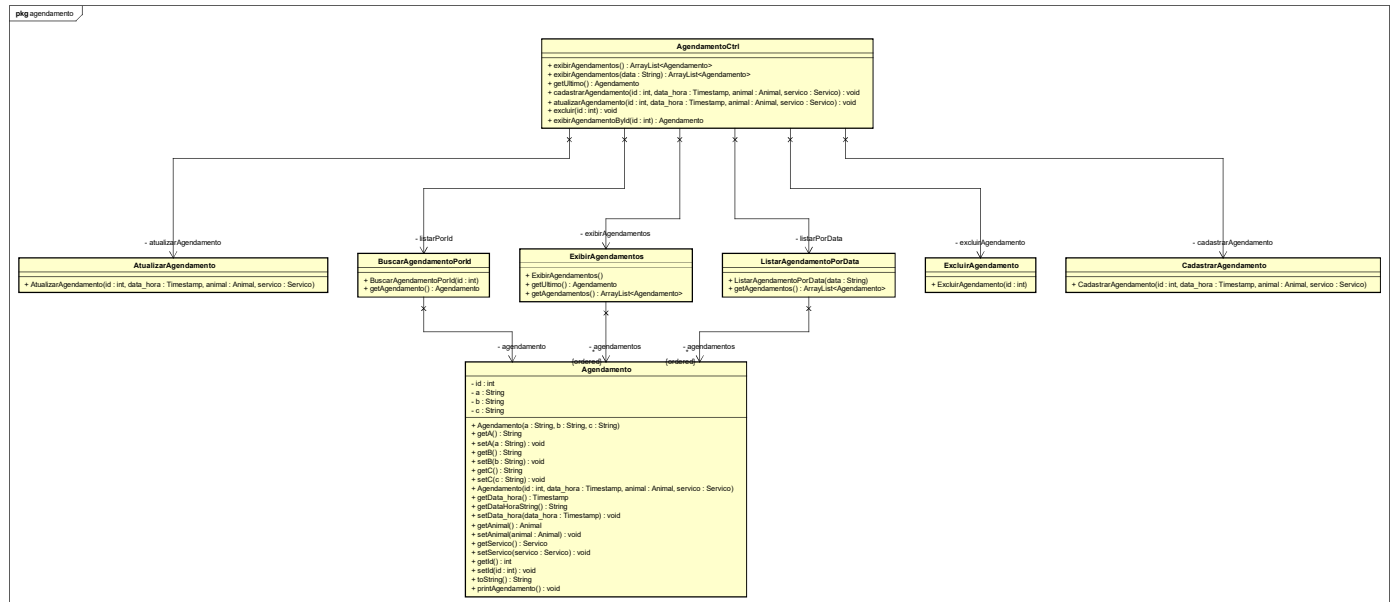 pkg agendamento
AgendamentoCtrl
+ exibirAgendamentos() : ArrayList<Agendamento>
+ exibirAgendamentos(data : String) : ArrayList<Agendamento>
+ getUltimo() : Agendamento
+ cadastrarAgendamento(id : int, data_hora : Timestamp, animal : Animal, servico : Servico) : void
+ atualizarAgendamento(id : int, data_hora : Timestamp, animal : Animal, servico : Servico) : void
+ excluir(id : int) : void
+ exibirAgendamentoById(id : int) : Agendamento
- atualizarAgendamento
- listarPorId
- exibirAgendamentos
- listarPorData
- excluirAgendamento
- cadastrarAgendamento
AtualizarAgendamento
+ AtualizarAgendamento(id : int, data_hora : Timestamp, animal : Animal, servico : Servico)
BuscarAgendamentoPorId
+ BuscarAgendamentoPorId(id : int)
+ getAgendamento() : Agendamento
ExibirAgendamentos
+ ExibirAgendamentos()
+ getUltimo() : Agendamento
+ getAgendamentos() : ArrayList<Agendamento>
ListarAgendamentoPorData
+ ListarAgendamentoPorData(data : String)
+ getAgendamentos() : ArrayList<Agendamento>
ExcluirAgendamento
+ ExcluirAgendamento(id : int)
CadastrarAgendamento
+ CadastrarAgendamento(id : int, data_hora : Timestamp, animal : Animal, servico : Servico)
- agendamento
- agendamentos
*
{ordered}
- agendamentos
*
{ordered}
Agendamento
- id : int
- a : String
- b : String
- c : String
+ Agendamento(a : String, b : String, c : String)
+ getA() : String
+ setA(a : String) : void
+ getB() : String
+ setB(b : String) : void
+ getC() : String
+ setC(c : String) : void
+ Agendamento(id : int, data_hora : Timestamp, animal : Animal, servico : Servico)
+ getData_hora() : Timestamp
+ getDataHoraString() : String
+ setData_hora(data_hora : Timestamp) : void
+ getAnimal() : Animal
+ setAnimal(animal : Animal) : void
+ getServico() : Servico
+ setServico(servico : Servico) : void
+ getId() : int
+ setId(id : int) : void
+ toString() : String
+ printAgendamento() : void